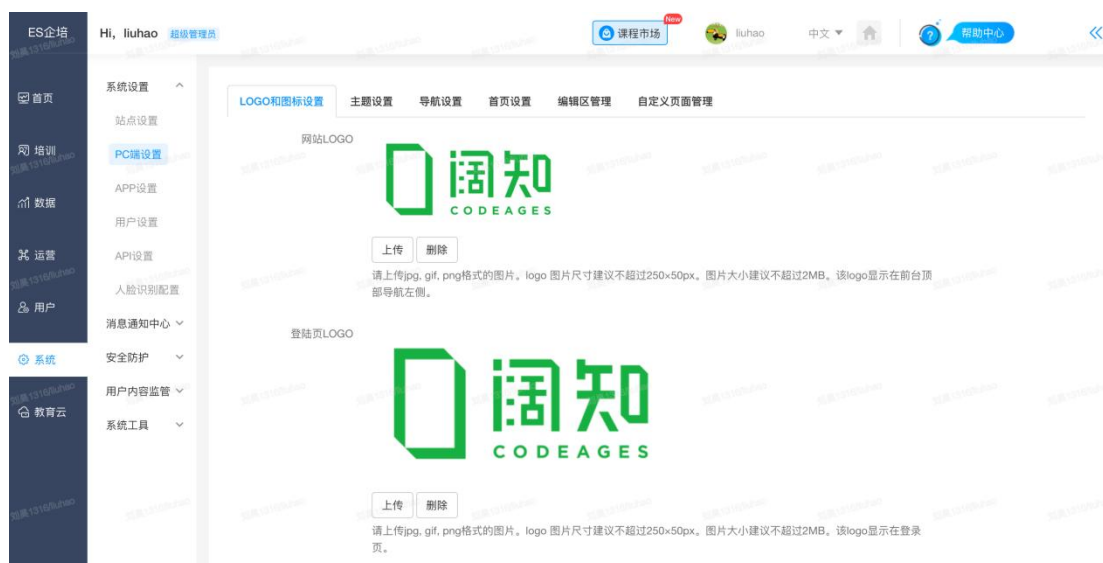 ES企培
Hi, liuhao 超级管理员
New
课程市场
liuhao
中文
帮助中心
首页
培训
数据
运营
用户
系统
教育云
系统设置
站点设置
PC端设置
APP设置
用户设置
API设置
人脸识别配置
消息通知中心
安全防护
用户内容监管
系统工具
LOGO和图标设置 主题设置 导航设置 首页设置 编辑区管理 自定义页面管理
网站LOGO
阔知
CODEAGES
上传 删除
请上传jpg, gif, png格式的图片。logo 图片尺寸建议不超过250×50px。图片大小建议不超过2MB。该logo显示在前台顶
部导航左侧。
登陆页LOGO
阔知
CODEAGES
上传 删除
请上传jpg, gif, png格式的图片。logo 图片尺寸建议不超过250×50px。图片大小建议不超过2MB。该logo显示在登录
页。